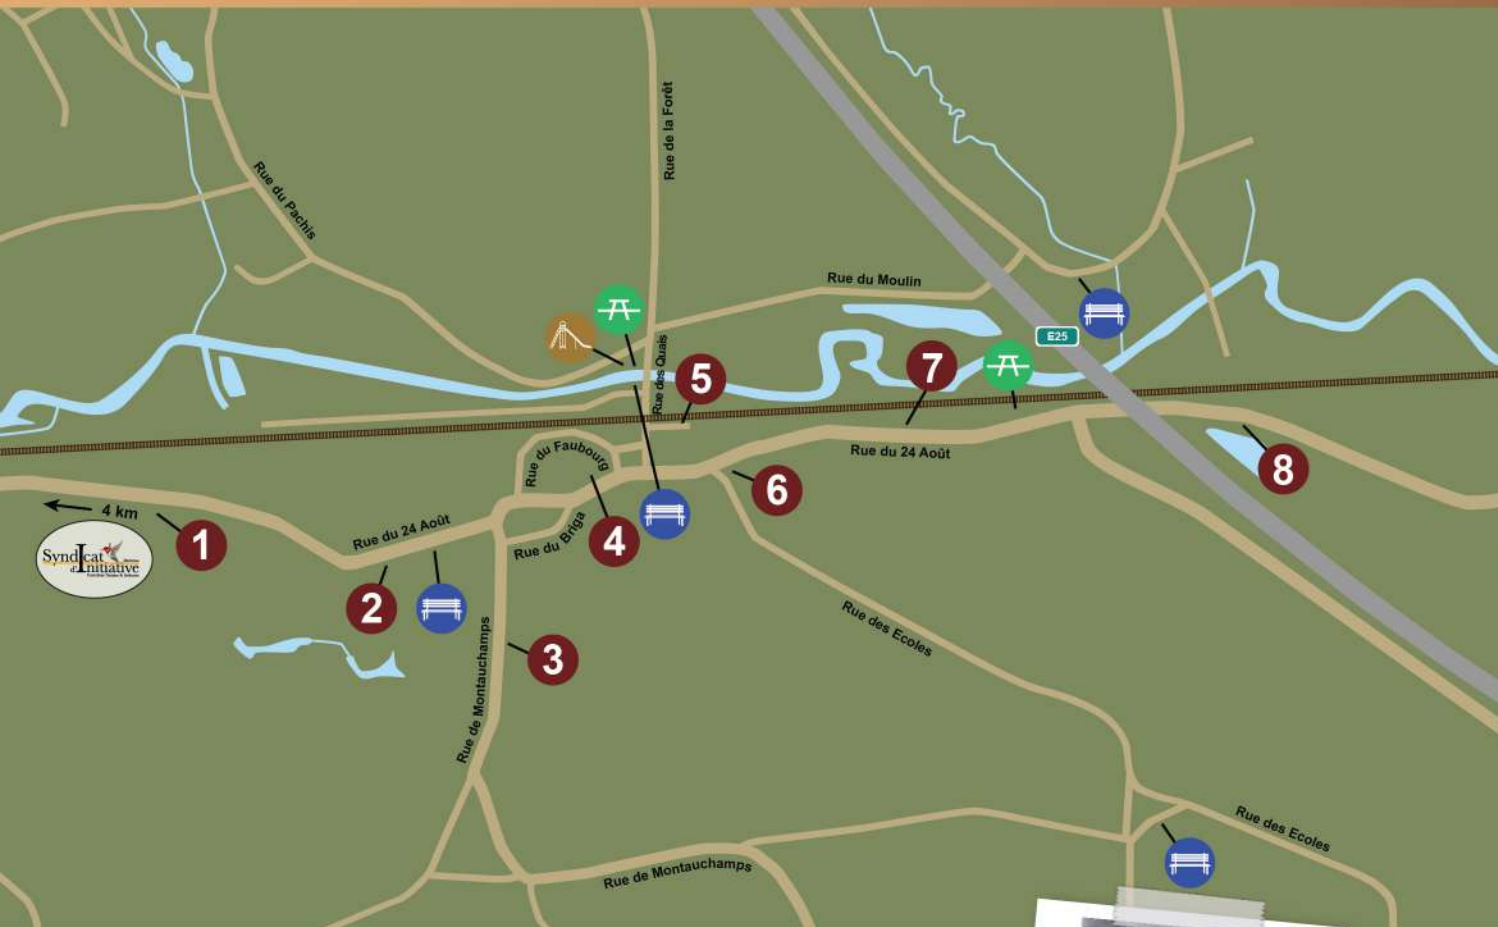 Rue de la Forêt
Rue du Pachis
Rue du Moulin
E25
Rue des Quais
5
7
Rue du Faubourg
Rue du 24 Août
8
6
4 km
1
Rue du 24 Août
Rue du Briga
4
Syndicat
d'Initiative
2
3
Rue des Ecoles
Rue de Montauchamps
Rue des Ecoles
Rue de Montauchamps